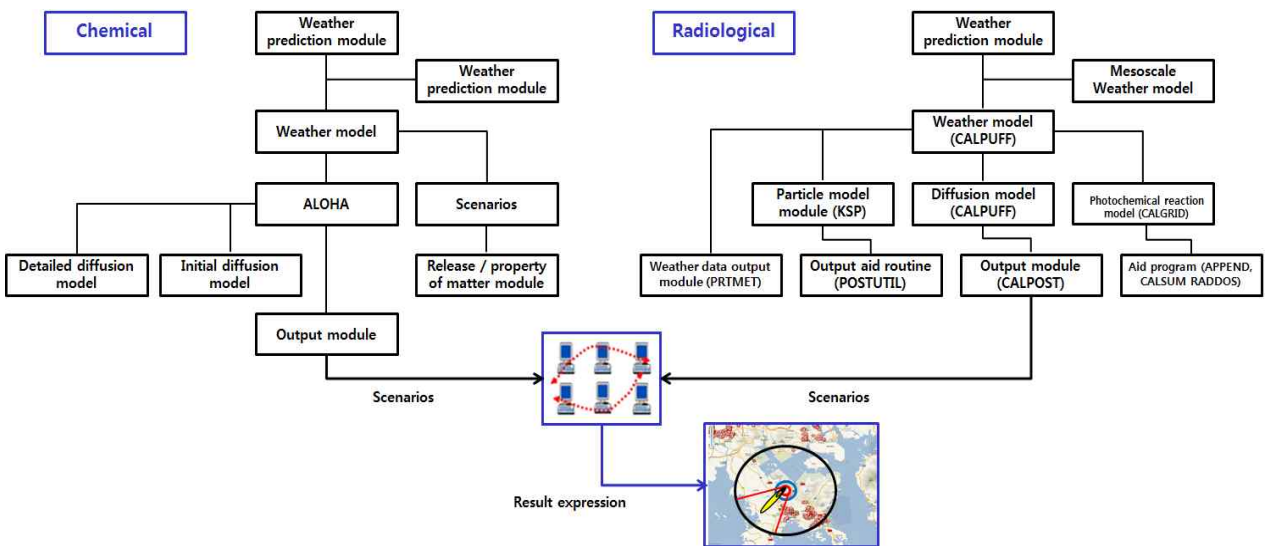 Chemical
Weather
prediction module
Weather
prediction module
Weather model
ALOHA
Scenarios
Detailed diffusion
model
Initial diffusion
model
Release / property
of matter module
Output module
Radiological
Weather
prediction module
Mesoscale
Weather model
Weather model
(CALPUFF)
Particle model
module (KSP)
Diffusion model
(CALPUFF)
Photochemical reaction
model (CALGRID)
Weather data output
module (PRTMET)
Output aid routine
(POSTUTIL)
Output module
(CALPOST)
Aid program (APPEND,
CALSUM RADDOS)
Scenarios
Scenarios
Result expression